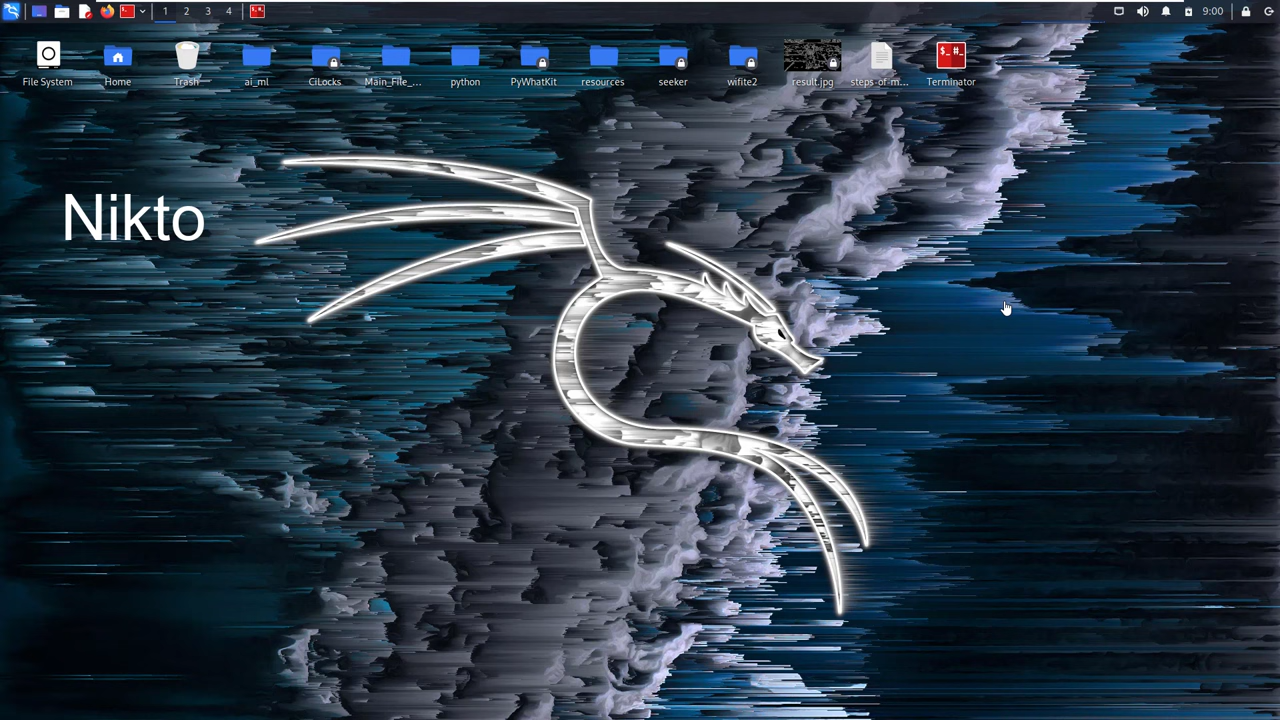 1 2 3 4
9:00
File System
Home
Trash
ai_ml
CiLocks
Main_File_...
python
PyWhatKit
resources
seeker
wifite2
result.jpg
steps-of-m...
Terminator
Nikto